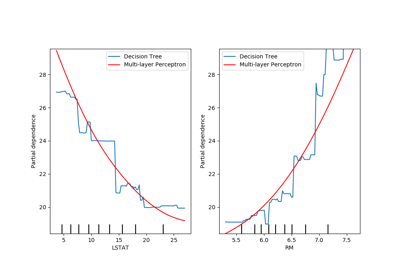 Decision Tree
Multi-layer Perceptron
28
26
24
22
20
Partial dependence
5
10
15
20
25
LSTAT
Decision Tree
Multi-layer Perceptron
28
26
24
22
20
Partial dependence
5.5
6.0
6.5
7.0
7.5
RM